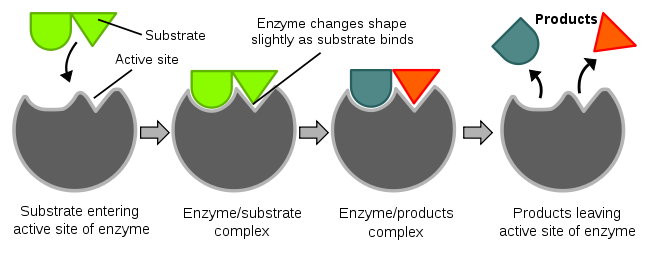 Substrate
Active site
Enzyme changes shape
slightly as substrate binds
Products
Substrate entering
active site of enzyme
Enzyme/substrate
complex
Enzyme/products
complex
Products leaving
active site of enzyme